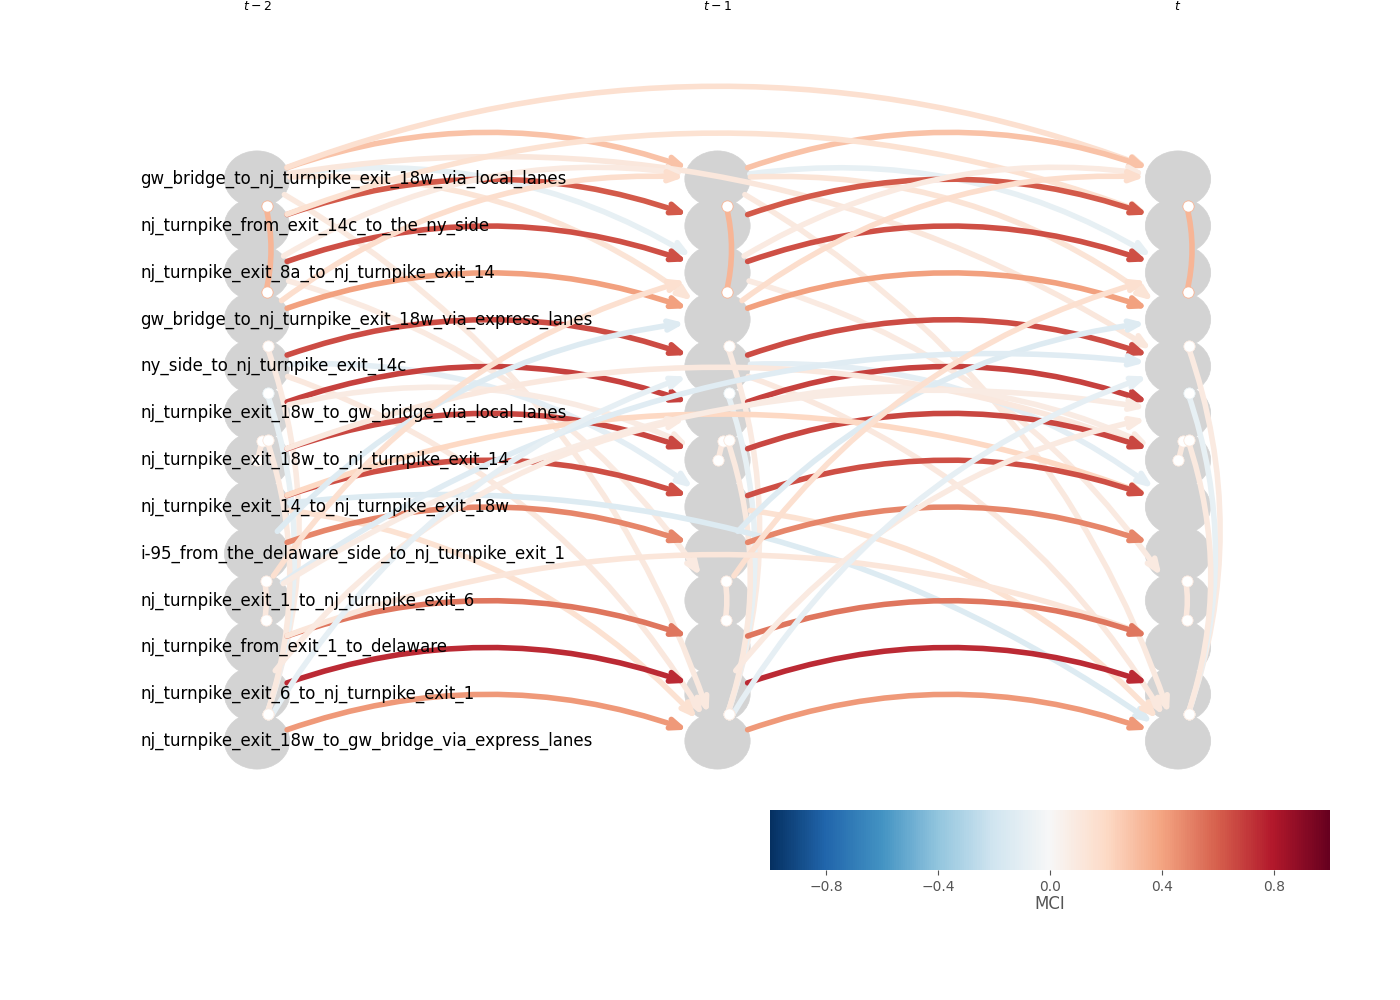 t − 2 t − 1 t
gw_bridge_to_nj_turnpike_exit_18w_via_local_lanes
nj_turnpike_from_exit_14c_to_the_ny_side
nj_turnpike_exit_8a_to_nj_turnpike_exit_14
gw_bridge_to_nj_turnpike_exit_18w_via_express_lanes
ny_side_to_nj_turnpike_exit_14c
nj_turnpike_exit_18w_to_gw_bridge_via_local_lanes
nj_turnpike_exit_18w_to_nj_turnpike_exit_14
nj_turnpike_exit_14_to_nj_turnpike_exit_18w
i-95_from_the_delaware_side_to_nj_turnpike_exit_1
nj_turnpike_exit_1_to_nj_turnpike_exit_6
nj_turnpike_from_exit_1_to_delaware
nj_turnpike_exit_6_to_nj_turnpike_exit_1
nj_turnpike_exit_18w_to_gw_bridge_via_express_lanes
−0.8 −0.4 0.0 0.4 0.8
MCI